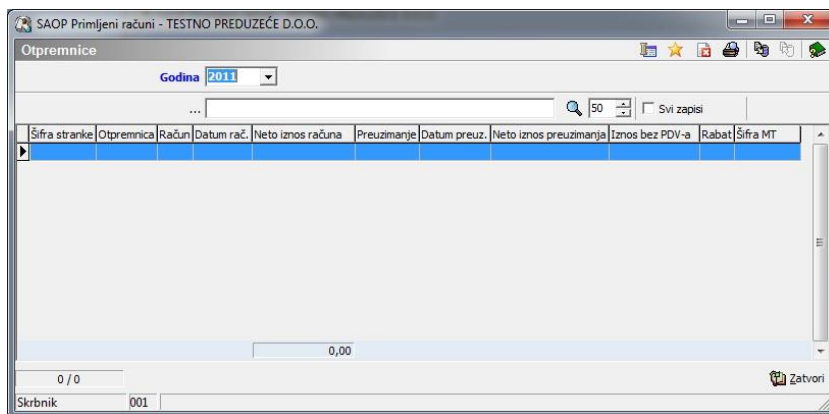 SAOP Primljeni računi - TESTNO PREDUZEĆE D.O.O.
Otpremnice
Godina 2011
... 50 Svi zapisi
Šifra stranke Otpremnica Račun Datum rač. Neto iznos računa Preuzimanje Datum preuz. Neto iznos preuzimanja Iznos bez PDV-a Rabat Šifra MT
0,00
0 / 0 Zatvori
Skrbnik 001